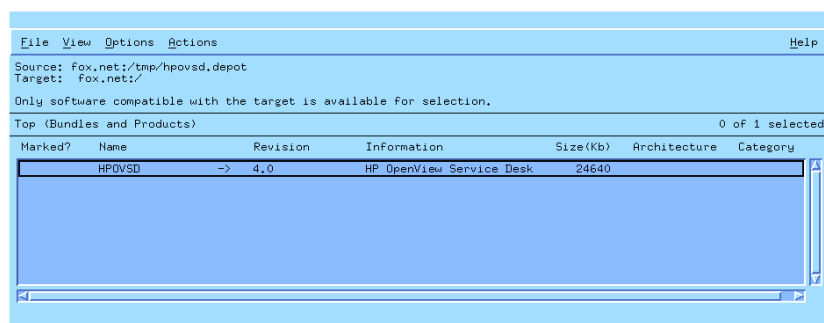 File View Options Actions Help
Source: fox.net:/tmp/hpovsd.depot
Target: fox.net:/
Only software compatible with the target is available for selection.
Top (Bundles and Products) 0 of 1 selected
Marked? Name Revision Information Size(Kb) Architecture Category
HPOVSD -> 4.0 HP OpenView Service Desk 24640